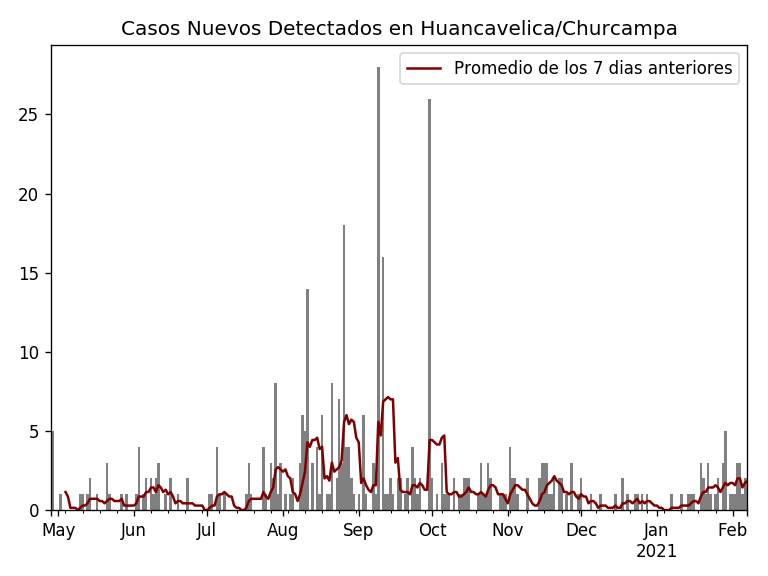 Casos Nuevos Detectados en Huancavelica/Churcampa
Promedio de los 7 dias anteriores
25
20
15
10
5
0
May Jun Jul Aug Sep Oct Nov Dec Jan Feb
2021